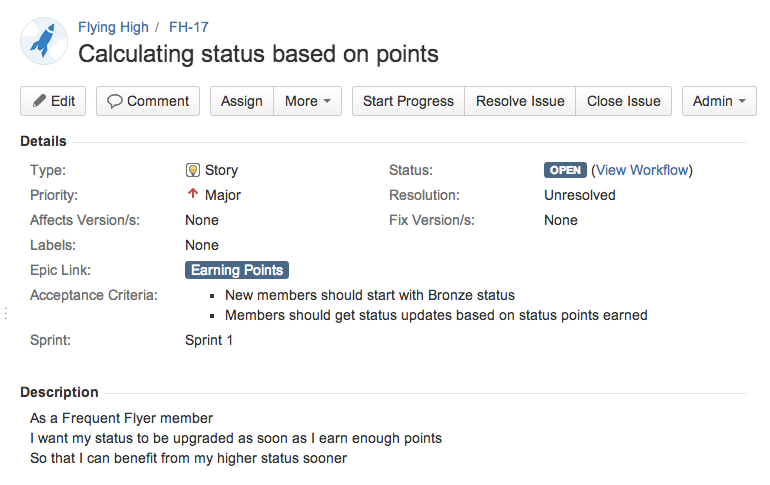 Flying High / FH-17
Calculating status based on points
Edit Comment Assign More Start Progress Resolve Issue Close Issue Admin
Details
Type: Story Status: OPEN (View Workflow)
Priority: Major Resolution: Unresolved
Affects Version/s: None Fix Version/s: None
Labels: None
Epic Link: Earning Points
Acceptance Criteria: ▪ New members should start with Bronze status
▪ Members should get status updates based on status points earned
Sprint: Sprint 1
Description
As a Frequent Flyer member
I want my status to be upgraded as soon as I earn enough points
So that I can benefit from my higher status sooner